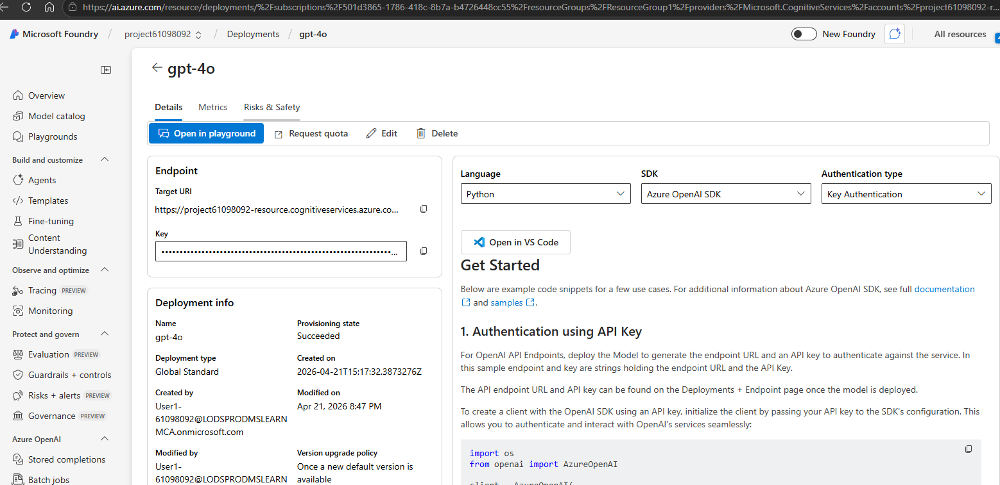 https://ai.azure.com/resource/deployments/%2Fsubscriptions%2F501d3865-1786-418c-8b7a-b4726448cc55%2FresourceGroups%2FResourceGroup1%2Fproviders%2FMicrosoft.CognitiveServices%2Faccounts%2Fproject61098092-r...
Microsoft Foundry / project61098092 / Deployments / gpt-4o
New Foundry
All resources
gpt-4o
Overview
Model catalog
Playgrounds
Build and customize
Agents
Templates
Fine-tuning
Content
Understanding
Observe and optimize
Tracing PREVIEW
Monitoring
Protect and govern
Evaluation PREVIEW
Guardrails + controls
Risks + alerts PREVIEW
Governance PREVIEW
Azure OpenAI
Stored completions
Batch jobs
Details Metrics Risks & Safety
Open in playground Request quota Edit Delete
Endpoint
Target URI
https://project61098092-resource.cognitiveservices.azure.co...
Key
Deployment info
Name
gpt-4o
Provisioning state
Succeeded
Deployment type
Global Standard
Created on
2026-04-21T15:17:32.3873276Z
Created by
User1-
61098092@LODSPRODMSLEARN
MCA.onmicrosoft.com
Modified on
Apr 21, 2026 8:47 PM
Modified by
User1-
61098092@LODSPRODMSLEARN
Version upgrade policy
Once a new default version is
available
Language
Python
SDK
Azure OpenAI SDK
Authentication type
Key Authentication
Open in VS Code
Get Started
Below are example code snippets for a few use cases. For additional information about Azure OpenAI SDK, see full documentation
and samples .
1. Authentication using API Key
For OpenAI API Endpoints, deploy the Model to generate the endpoint URL and an API key to authenticate against the service. In
this sample endpoint and key are strings holding the endpoint URL and the API Key.
The API endpoint URL and API key can be found on the Deployments + Endpoint page once the model is deployed.
To create a client with the OpenAI SDK using an API key, initialize the client by passing your API key to the SDK's configuration. This
allows you to authenticate and interact with OpenAI's services seamlessly:
import os
from openai import AzureOpenAI